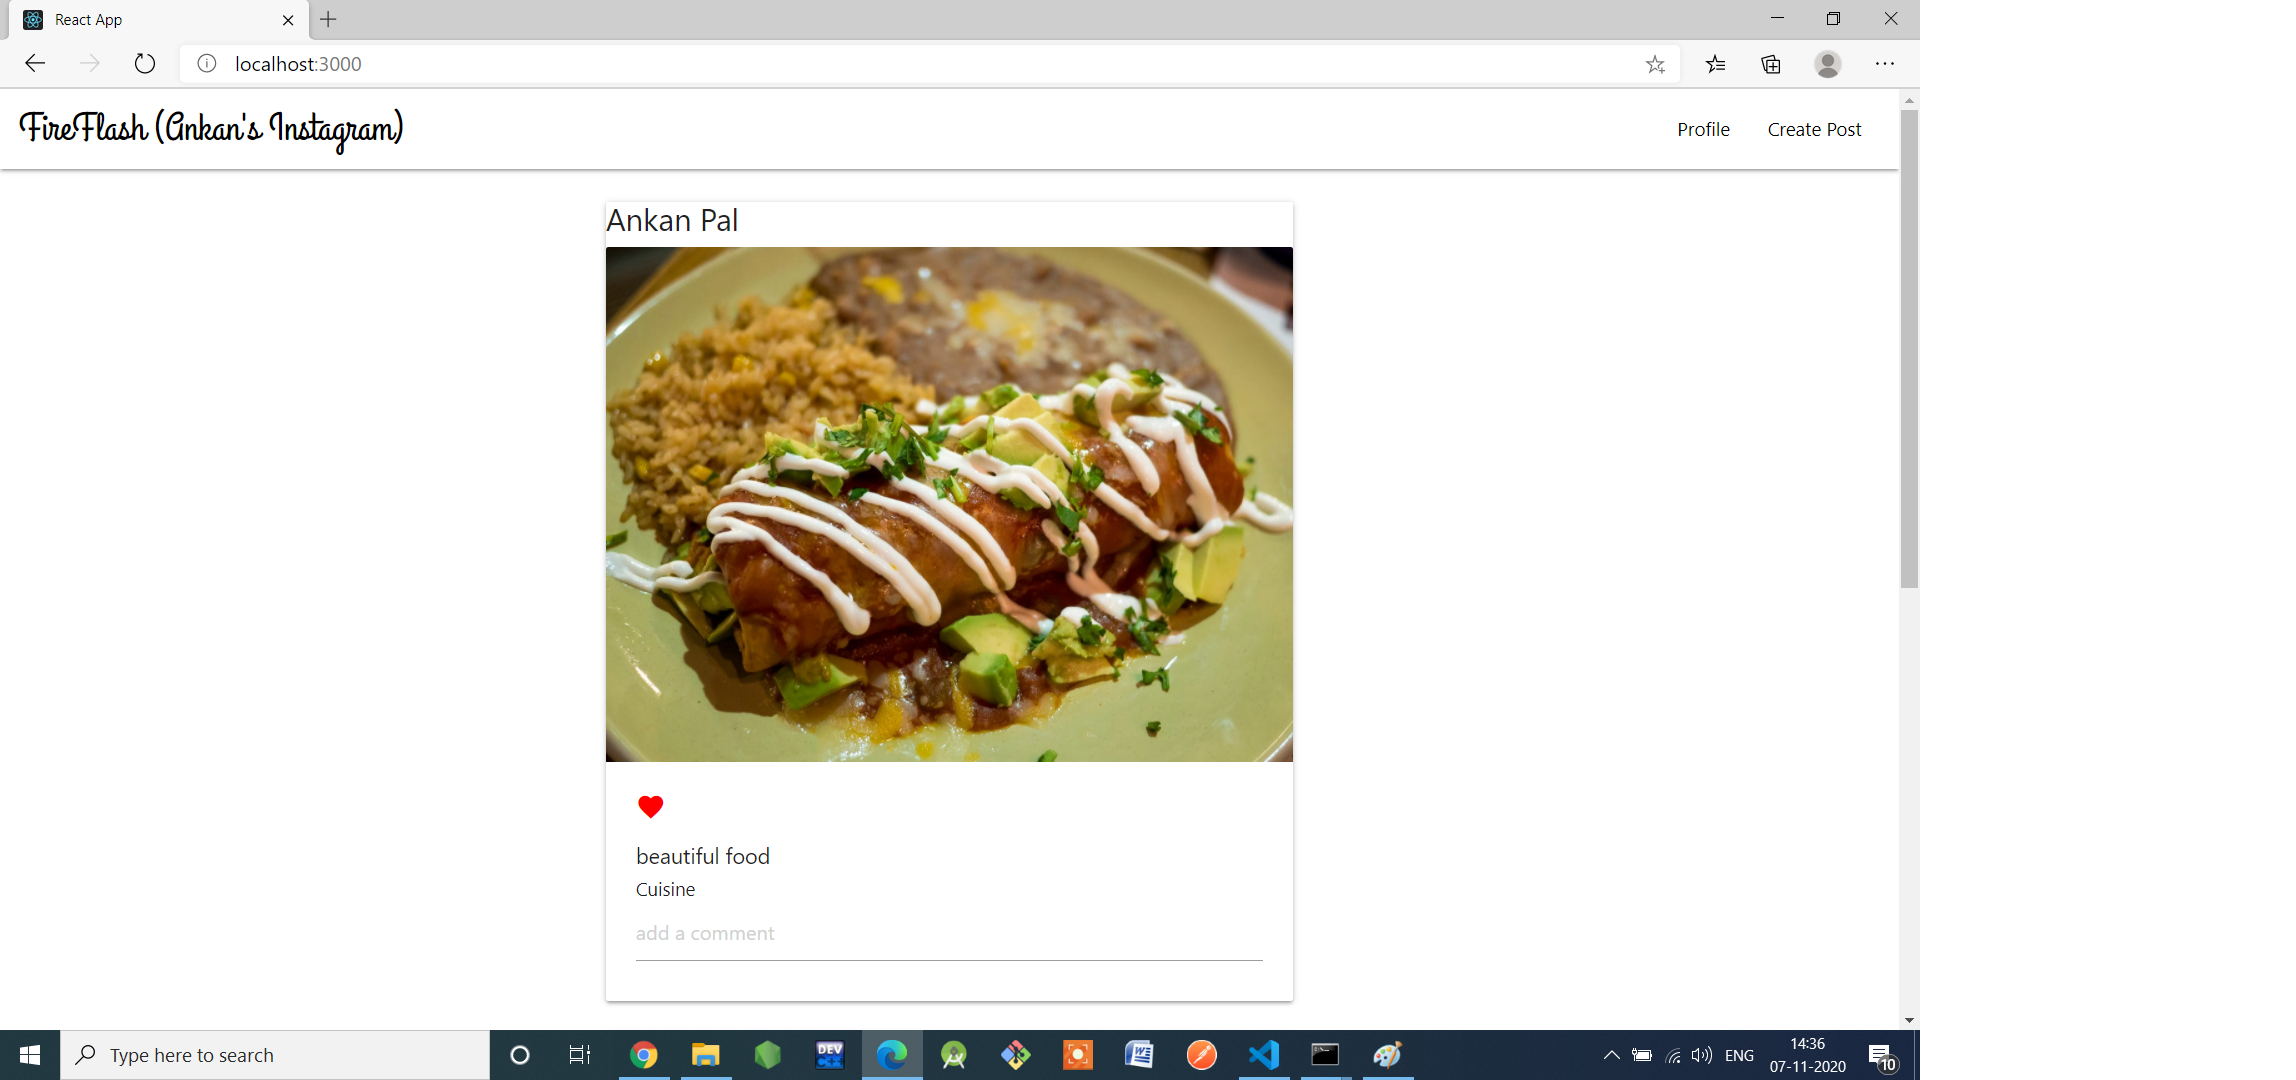 React App
localhost:3000
FireFlash (Ankan's Instagram)
Profile
Create Post
Ankan Pal
beautiful food
Cuisine
add a comment
Type here to search
DEV
ENG
14:36
07-11-2020
10